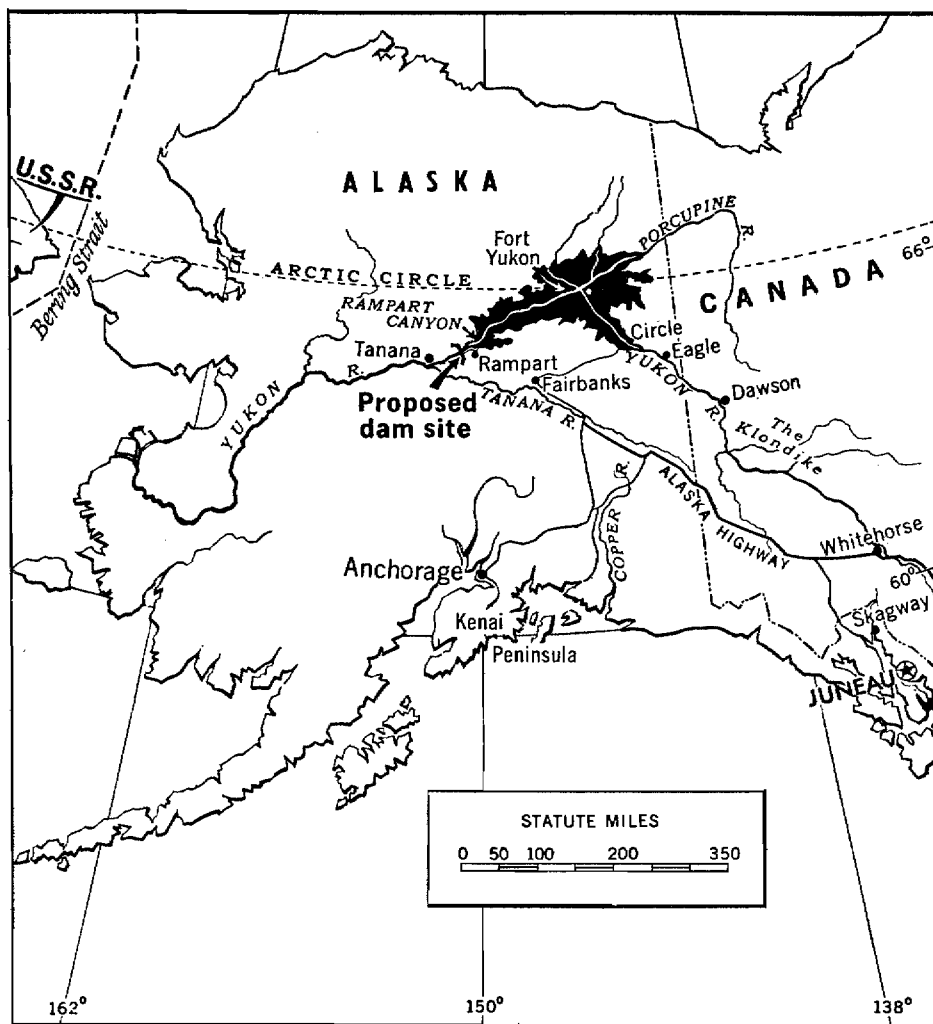 U.S.S.R.
Bering Strait
ALASKA
Fort
Yukon
PORCUPINE
R.
66°
ARCTIC CIRCLE
CANADA
RAMPART
CANYON
Circle
Tanana
Rampart
Eagle
YUKON R.
Fairbanks
YUKON R.
Dawson
Proposed
dam site
TANANA R.
The
Klondike
COPPER R.
ALASKA
HIGHWAY
Whitehorse
Anchorage
60°
Skagway
Kenai
Peninsula
JUNEAU
STATUTE MILES
0 50 100 200 350
162° 150° 138°